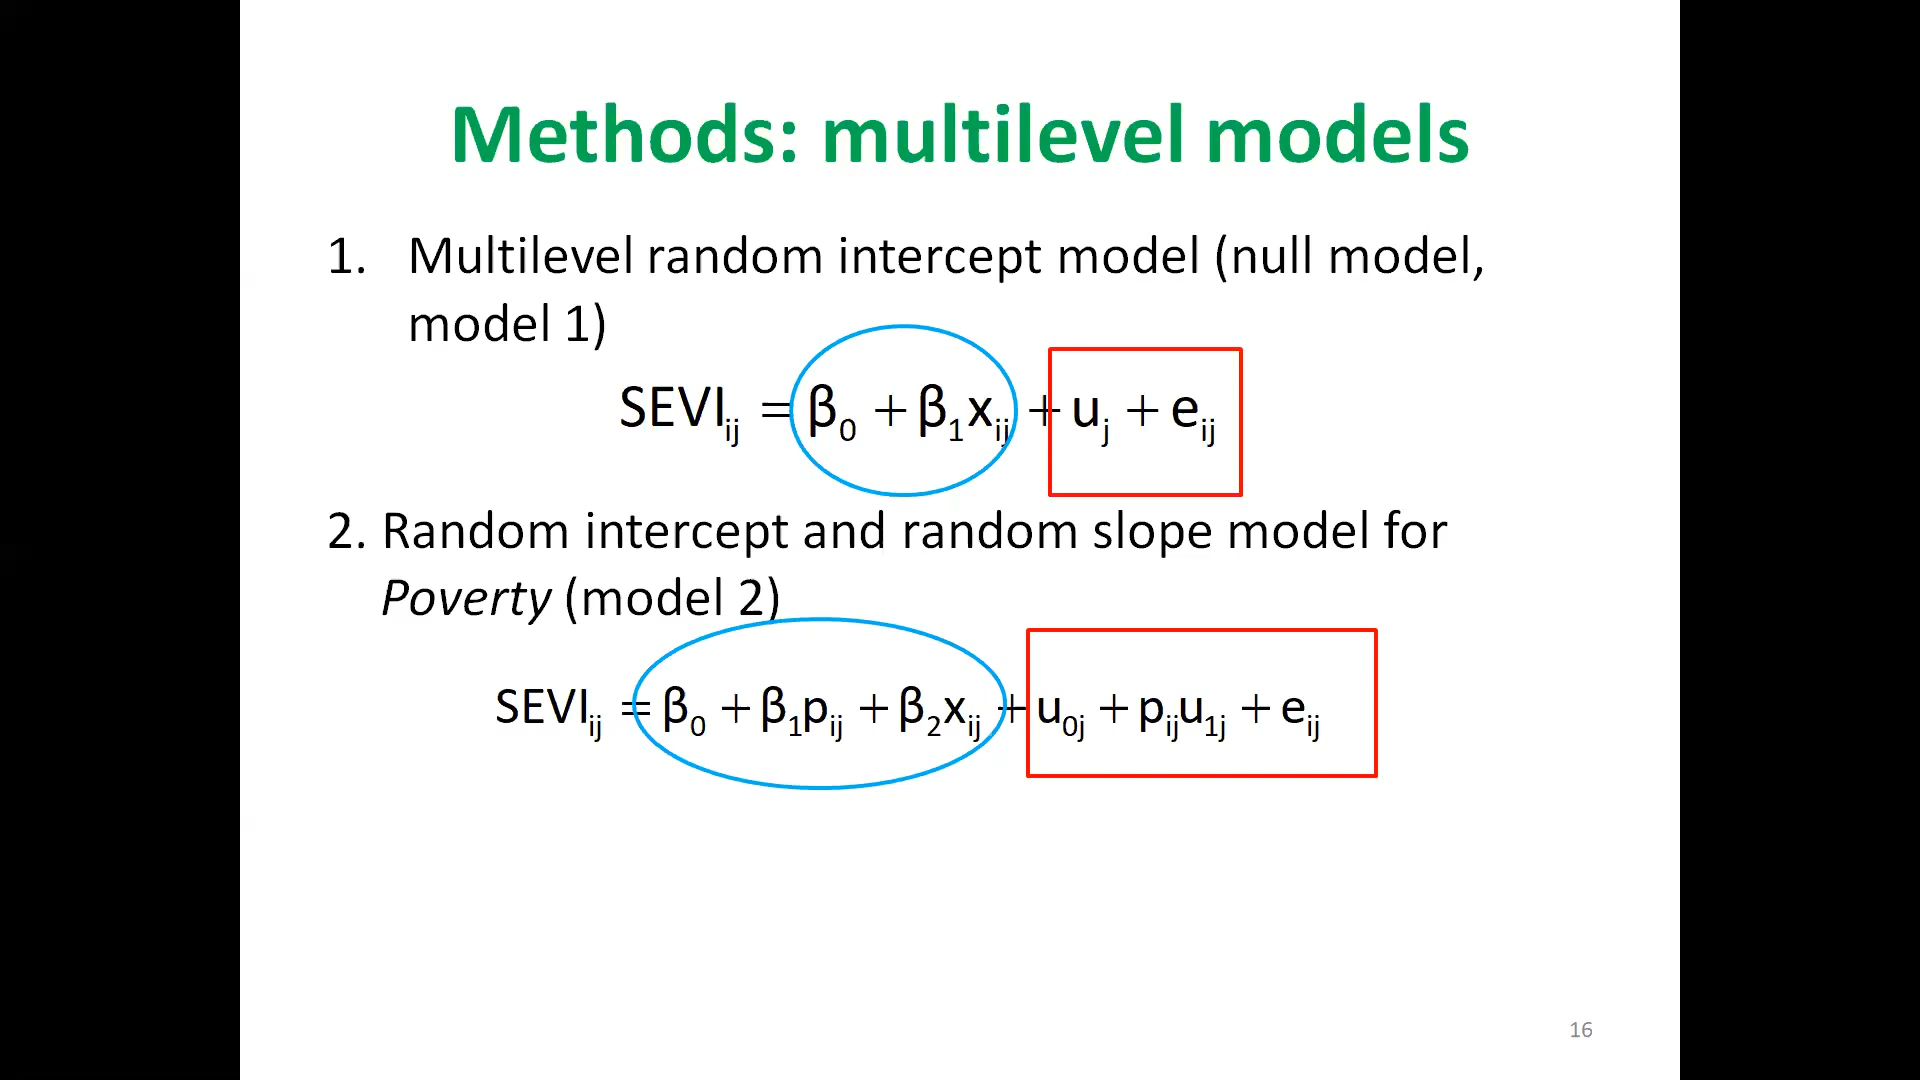 Methods: multilevel models
1. Multilevel random intercept model (null model,
model 1)
SEVIij = β0 + β1xij + uj + eij
2. Random intercept and random slope model for
Poverty (model 2)
SEVIij = β0 + β1pij + β2xij + u0j + piju1j + eij
16